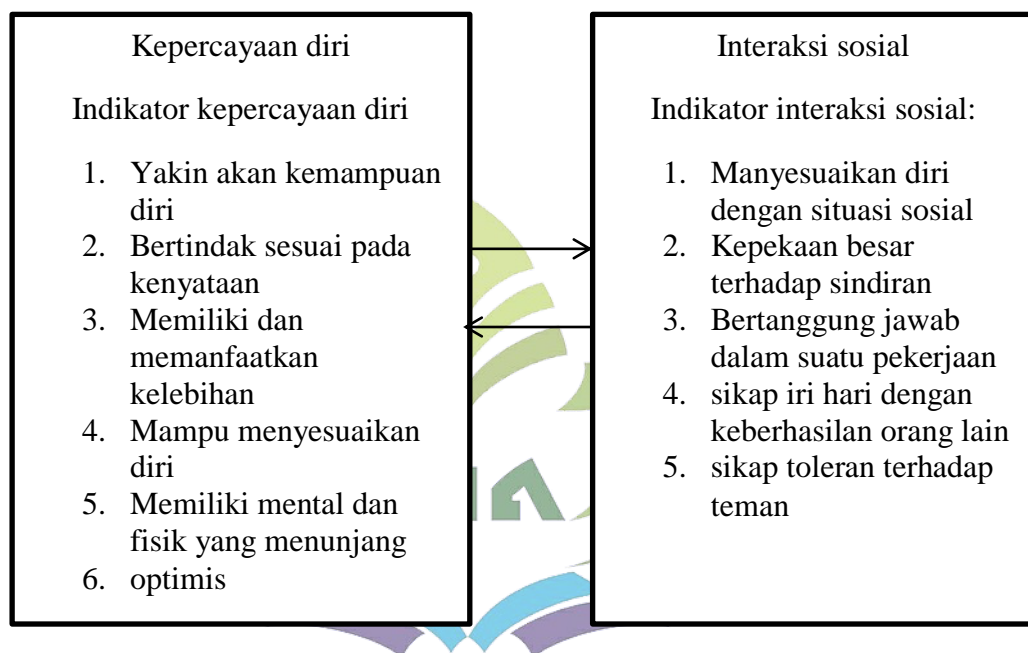 Kepercayaan diri
Indikator kepercayaan diri
1. Yakin akan kemampuan
diri
2. Bertindak sesuai pada
kenyataan
3. Memiliki dan
memanfaatkan
kelebihan
4. Mampu menyesuaikan
diri
5. Memiliki mental dan
fisik yang menunjang
6. optimis
Interaksi sosial
Indikator interaksi sosial:
1. Manyesuaikan diri
dengan situasi sosial
2. Kepekaan besar
terhadap sindiran
3. Bertanggung jawab
dalam suatu pekerjaan
4. sikap iri hari dengan
keberhasilan orang lain
5. sikap toleran terhadap
teman